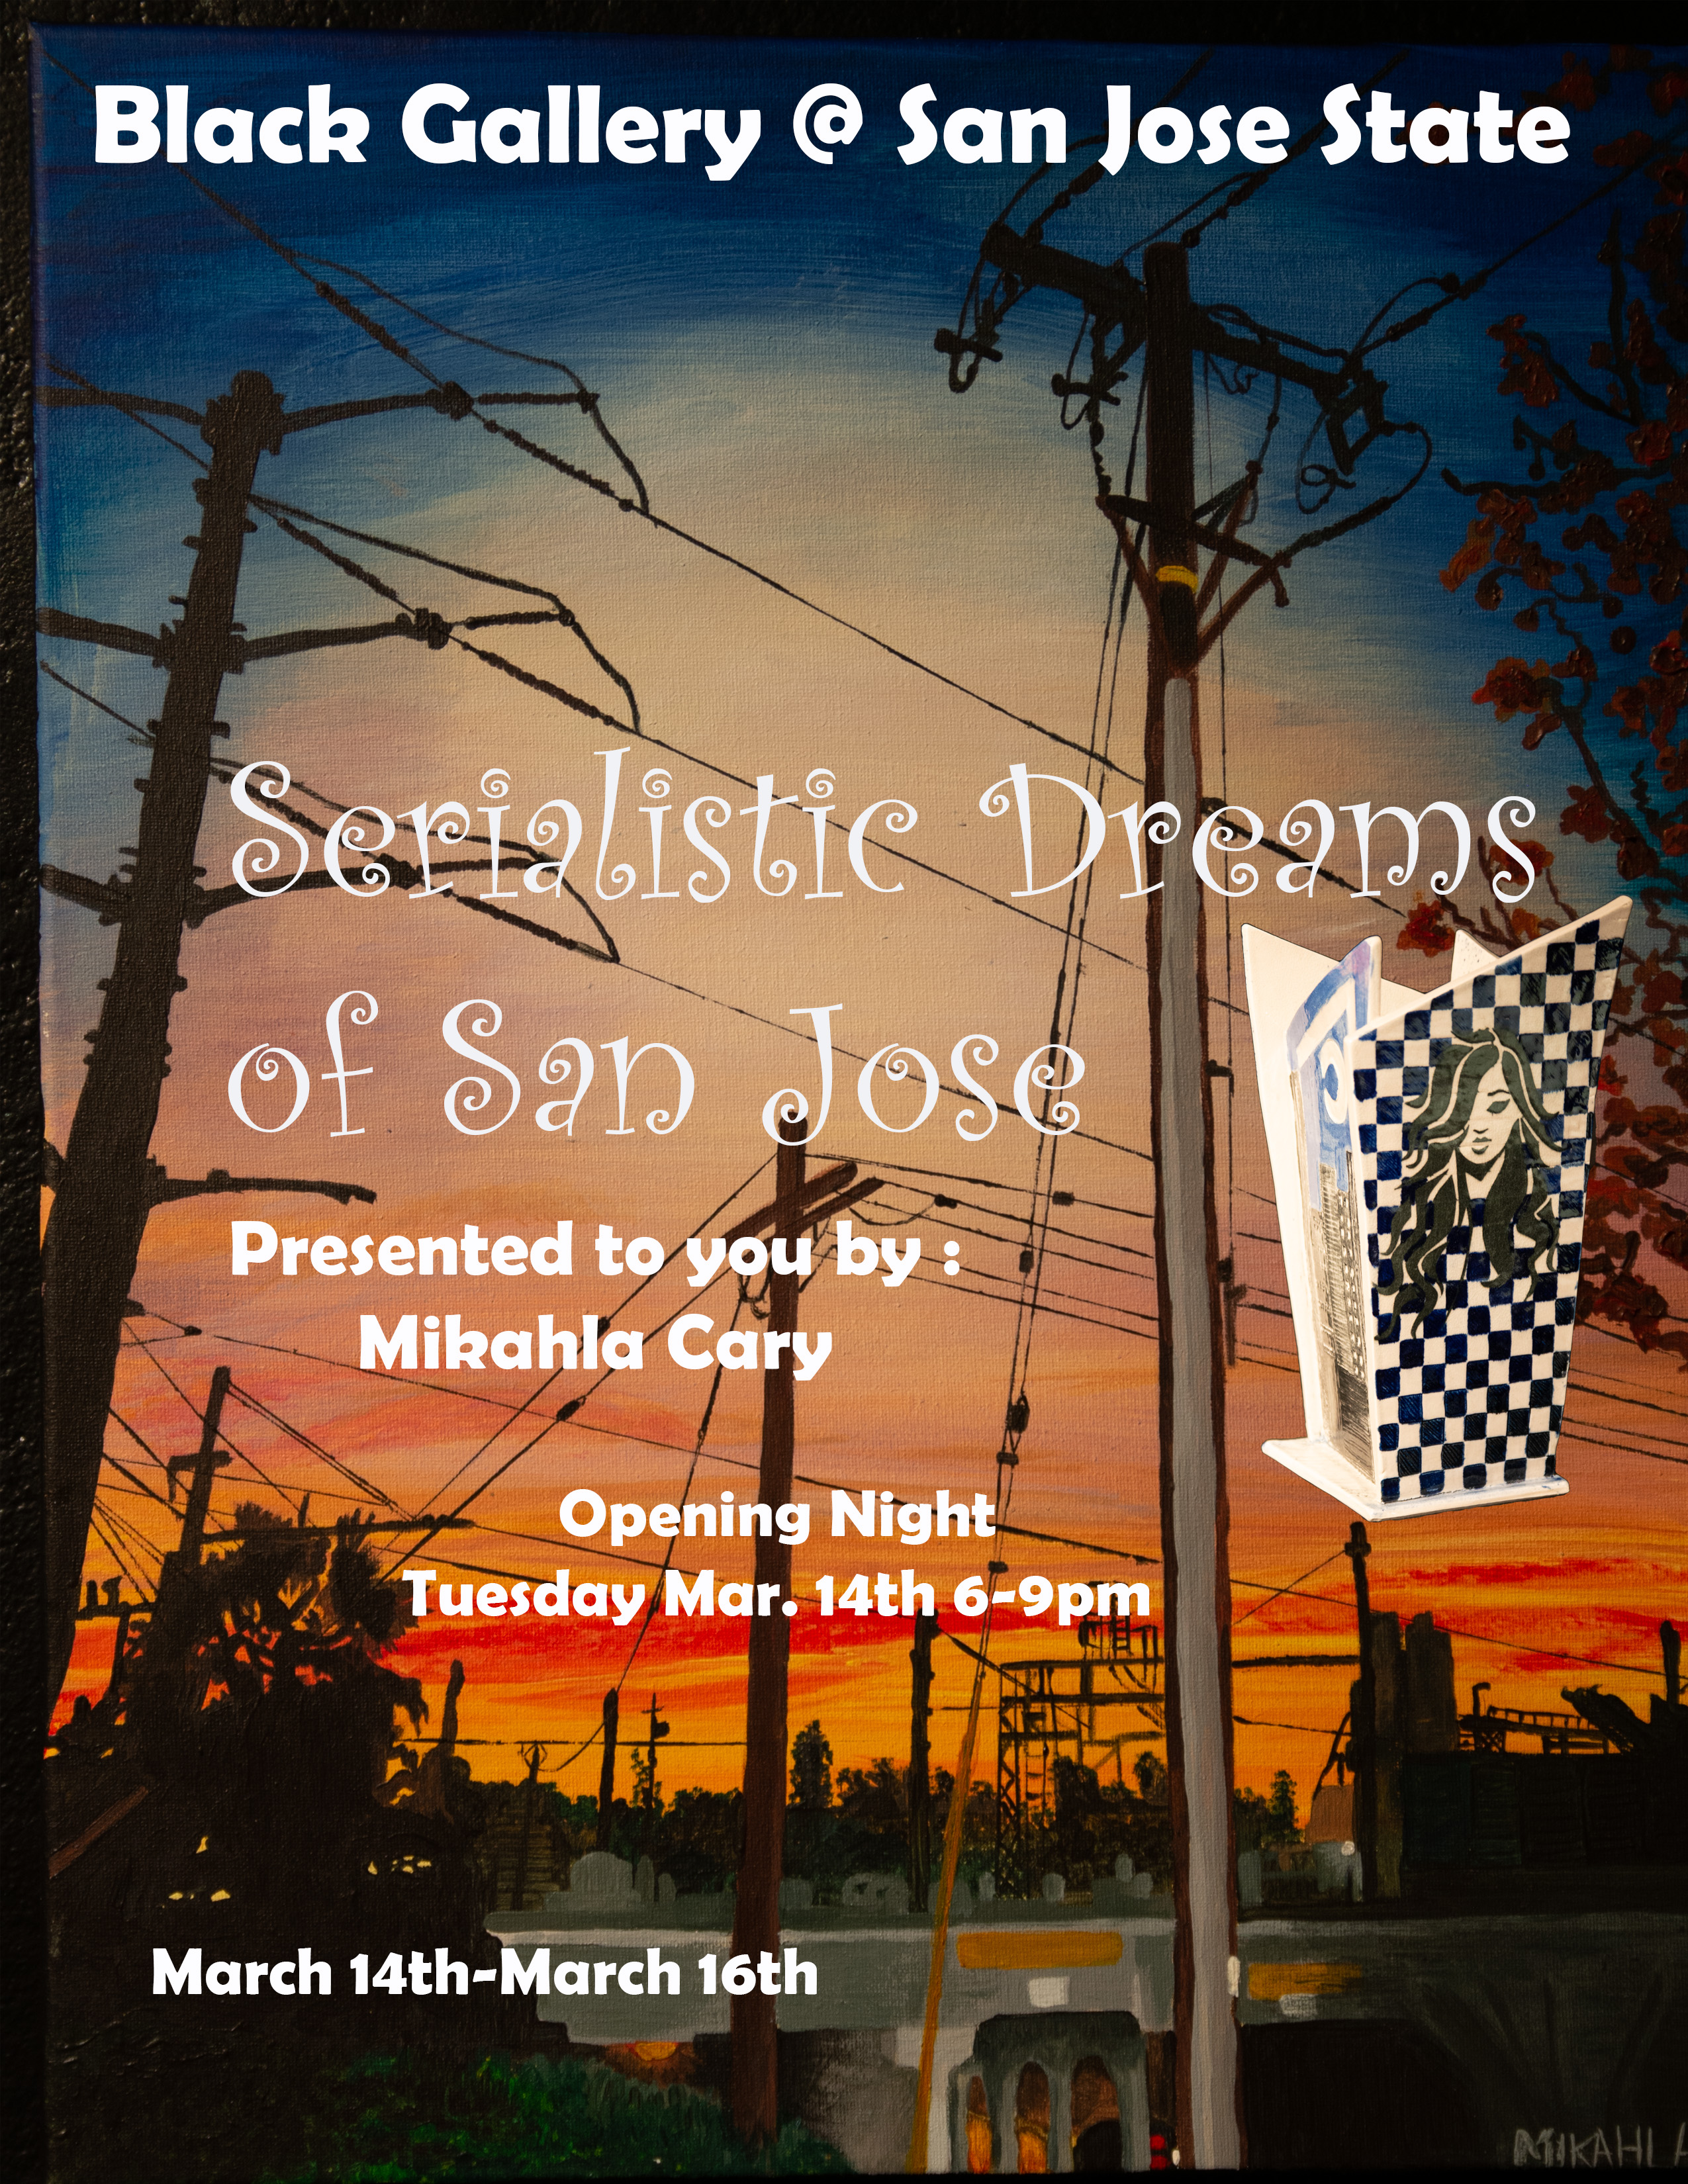 Black Gallery @ San Jose State
Serialistic Dreams
of San Jose
Presented to you by :
Mikahla Cary
Opening Night
Tuesday Mar. 14th 6-9pm
March 14th-March 16th
MIKAHLA